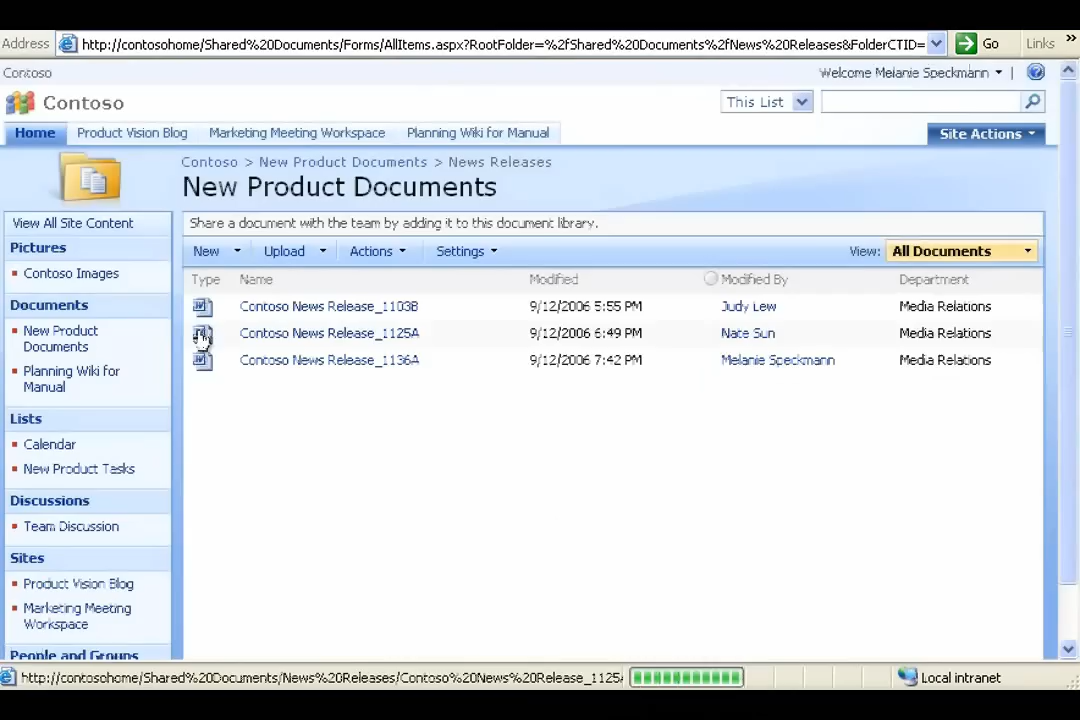 Address http://contosohome/Shared%20Documents/Forms/AllItems.aspx?RootFolder=%2fShared%20Documents%2fNews%20Releases&FolderCTID= Go Links »
Contoso Welcome Melanie Speckmann
Contoso This List
Home Product Vision Blog Marketing Meeting Workspace Planning Wiki for Manual Site Actions
Contoso > New Product Documents > News Releases
New Product Documents
View All Site Content
Share a document with the team by adding it to this document library.
New Upload Actions Settings View: All Documents
Type Name Modified Modified By Department
Contoso News Release_1103B 9/12/2006 5:55 PM Judy Lew Media Relations
Contoso News Release_1125A 9/12/2006 6:49 PM Nate Sun Media Relations
Contoso News Release_1136A 9/12/2006 7:42 PM Melanie Speckmann Media Relations
Pictures
Contoso Images
Documents
New Product
Documents
Planning Wiki for
Manual
Lists
Calendar
New Product Tasks
Discussions
Team Discussion
Sites
Product Vision Blog
Marketing Meeting
Workspace
People and Groups
http://contosohome/Shared%20Documents/News%20Releases/Contoso%20News%20Release_1125A Local intranet